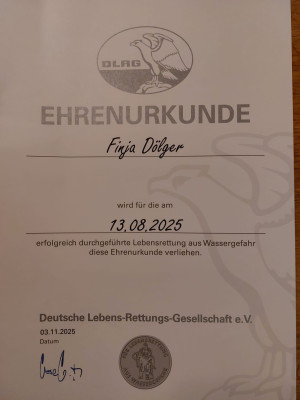 DLRG
EHRENURKUNDE
Finja Dölger
wird für die am
13.08.2025
erfolgreich durchgeführte Lebensrettung aus Wassergefahr
diese Ehrenurkunde verliehen.
Deutsche Lebens-Rettungs-Gesellschaft e.V.
03.11.2025
Datum